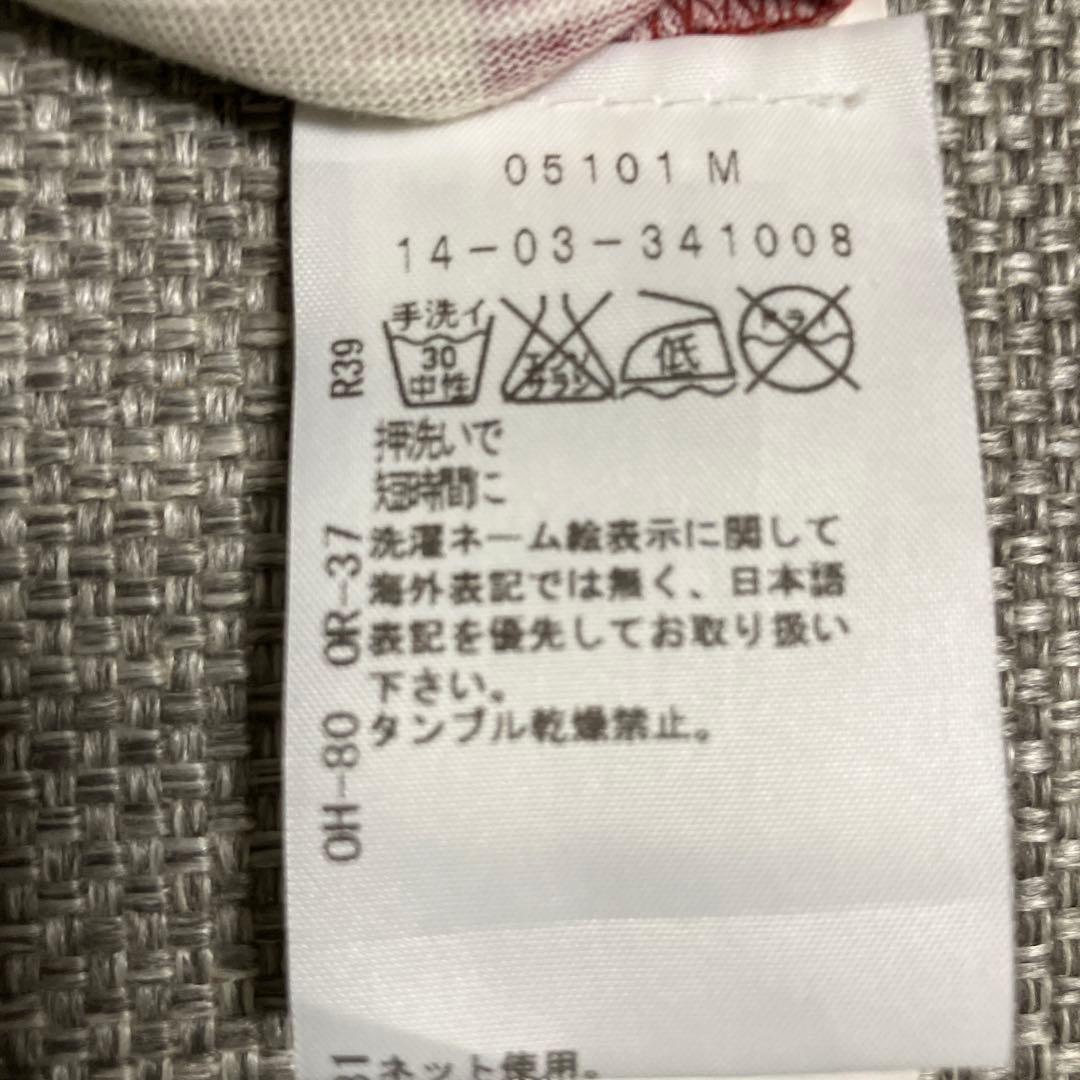 05101 M
14-03-341008
R39
手洗イ
30
中性
エンソ
サラシ
低
ドライ
押洗いで
短時間に
OR-37
洗濯ネーム絵表示に関して
海外表記では無く、日本語
表記を優先してお取り扱い
下さい。
OH-80
タンブル乾燥禁止。
ネット使用。